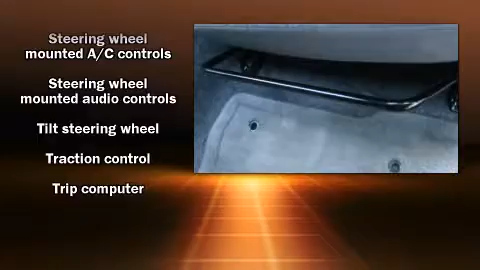 Steering wheel
mounted A/C controls
Steering wheel
mounted audio controls
Tilt steering wheel
Traction control
Trip computer